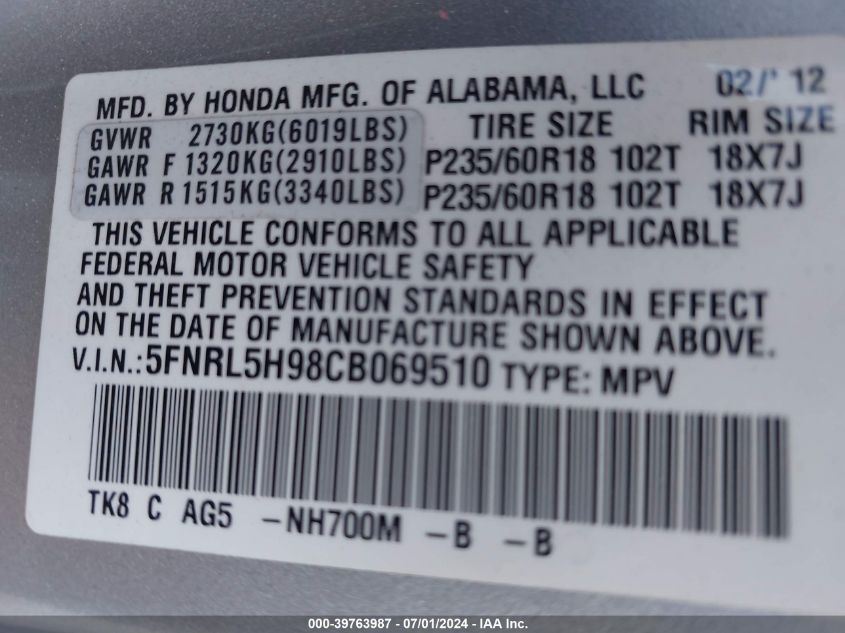 MFD. BY HONDA MFG. OF ALABAMA, LLC 02/12
GVWR 2730KG(6019LBS) TIRE SIZE RIM SIZE
GAWR F 1320KG(2910LBS) P235/60R18 102T 18X7J
GAWR R 1515KG(3340LBS) P235/60R18 102T 18X7J
THIS VEHICLE CONFORMS TO ALL APPLICABLE
FEDERAL MOTOR VEHICLE SAFETY
AND THEFT PREVENTION STANDARDS IN EFFECT
ON THE DATE OF MANUFACTURE SHOWN ABOVE.
V.I.N.:5FNRL5H98CB069510 TYPE: MPV
TK8 C AG5 -NH700M -B -B
000-39763987 - 07/01/2024 - IAA Inc.